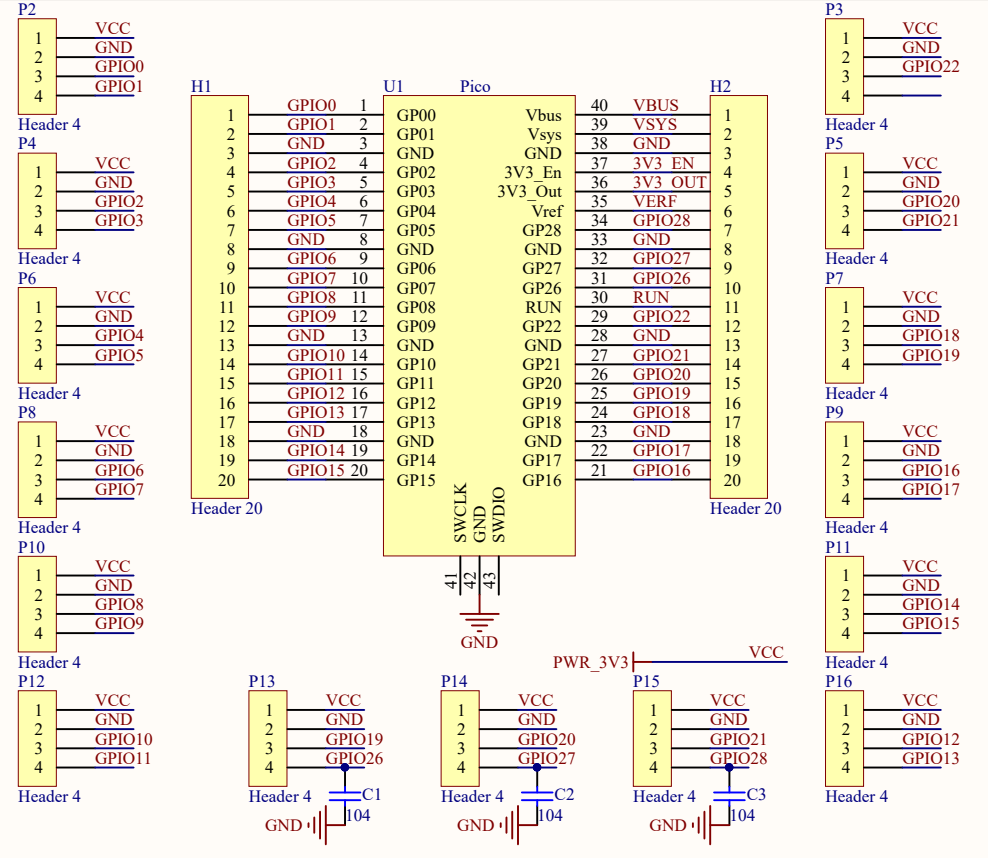 P2
1 VCC
2 GND
3 GPIO0
4 GPIO1
Header 4
P4
1 VCC
2 GND
3 GPIO2
4 GPIO3
Header 4
P6
1 VCC
2 GND
3 GPIO4
4 GPIO5
Header 4
P8
1 VCC
2 GND
3 GPIO6
4 GPIO7
Header 4
P10
1 VCC
2 GND
3 GPIO8
4 GPIO9
Header 4
P12
1 VCC
2 GND
3 GPIO10
4 GPIO11
Header 4
H1 U1 Pico H2
1 GPIO0 1 GP00 Vbus 40 VBUS 1
2 GPIO1 2 GP01 Vsys 39 VSYS 2
3 GND 3 GND GND 38 GND 3
4 GPIO2 4 GP02 3V3_En 37 3V3_EN 4
5 GPIO3 5 GP03 3V3_Out 36 3V3_OUT 5
6 GPIO4 6 GP04 Vref 35 VERF 6
7 GPIO5 7 GP05 GP28 34 GPIO28 7
8 GND 8 GND GND 33 GND 8
9 GPIO6 9 GP06 GP27 32 GPIO27 9
10 GPIO7 10 GP07 GP26 31 GPIO26 10
11 GPIO8 11 GP08 RUN 30 RUN 11
12 GPIO9 12 GP09 GP22 29 GPIO22 12
13 GND 13 GND GND 28 GND 13
14 GPIO10 14 GP10 GP21 27 GPIO21 14
15 GPIO11 15 GP11 GP20 26 GPIO20 15
16 GPIO12 16 GP12 GP19 25 GPIO19 16
17 GPIO13 17 GP13 GP18 24 GPIO18 17
18 GND 18 GND GND 23 GND 18
19 GPIO14 19 GP14 GP17 22 GPIO17 19
20 GPIO15 20 GP15 GP16 21 GPIO16 20
Header 20 Header 20
SWCLK
GND
SWDIO
41
42
43
GND
PWR_3V3 VCC
P13
1 VCC
2 GND
3 GPIO19
4 GPIO26
Header 4 C1
104
GND
P14
1 VCC
2 GND
3 GPIO20
4 GPIO27
Header 4 C2
104
GND
P15
1 VCC
2 GND
3 GPIO21
4 GPIO28
Header 4 C3
104
GND
P3
1 VCC
2 GND
3 GPIO22
4
Header 4
P5
1 VCC
2 GND
3 GPIO20
4 GPIO21
Header 4
P7
1 VCC
2 GND
3 GPIO18
4 GPIO19
Header 4
P9
1 VCC
2 GND
3 GPIO16
4 GPIO17
Header 4
P11
1 VCC
2 GND
3 GPIO14
4 GPIO15
Header 4
P16
1 VCC
2 GND
3 GPIO12
4 GPIO13
Header 4